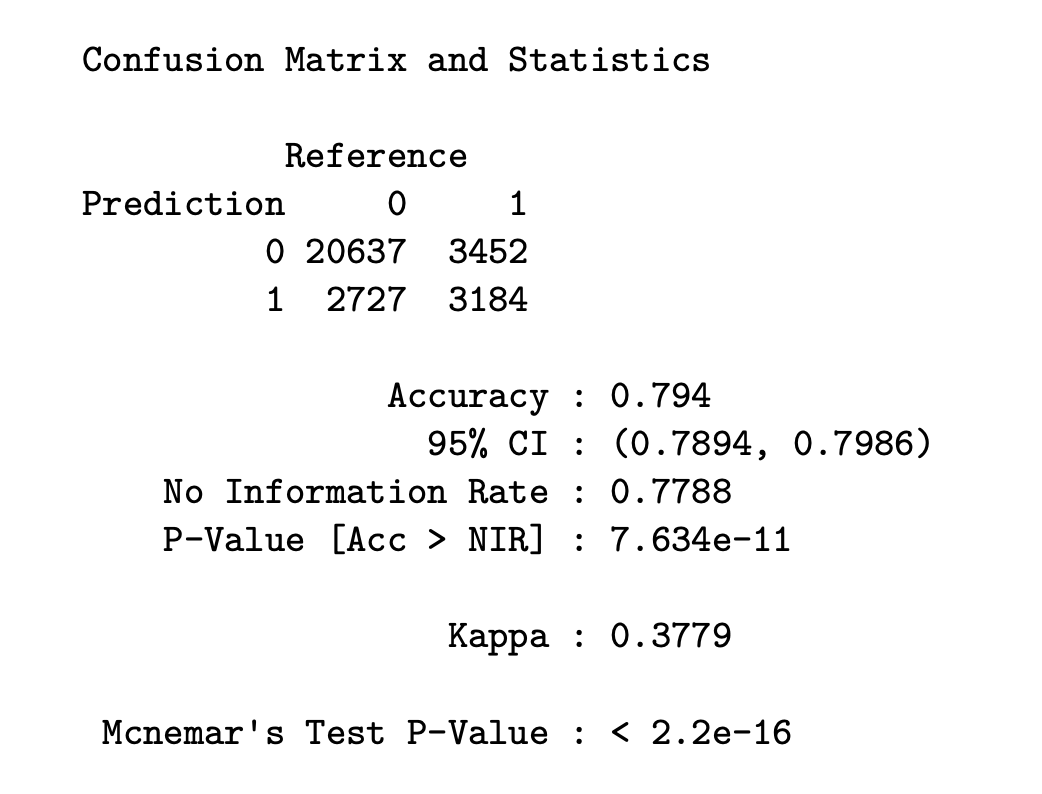 Confusion Matrix and Statistics
Reference
Prediction 0 1
0 20637 3452
1 2727 3184
Accuracy : 0.794
95% CI : (0.7894, 0.7986)
No Information Rate : 0.7788
P-Value [Acc > NIR] : 7.634e-11
Kappa : 0.3779
Mcnemar's Test P-Value : < 2.2e-16